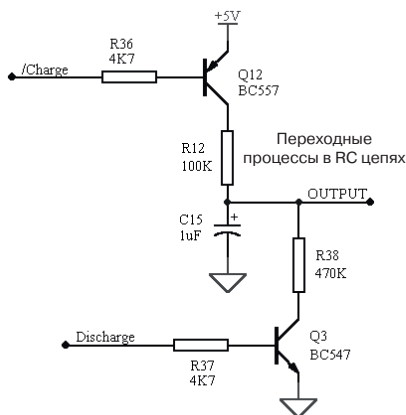 +5V
R36
4K7
/Charge
Q12
BC557
R12
100K
Переходные
процессы в RC цепях
OUTPUT
C15
1uF
+
R38
470K
Discharge
R37
4K7
Q3
BC547